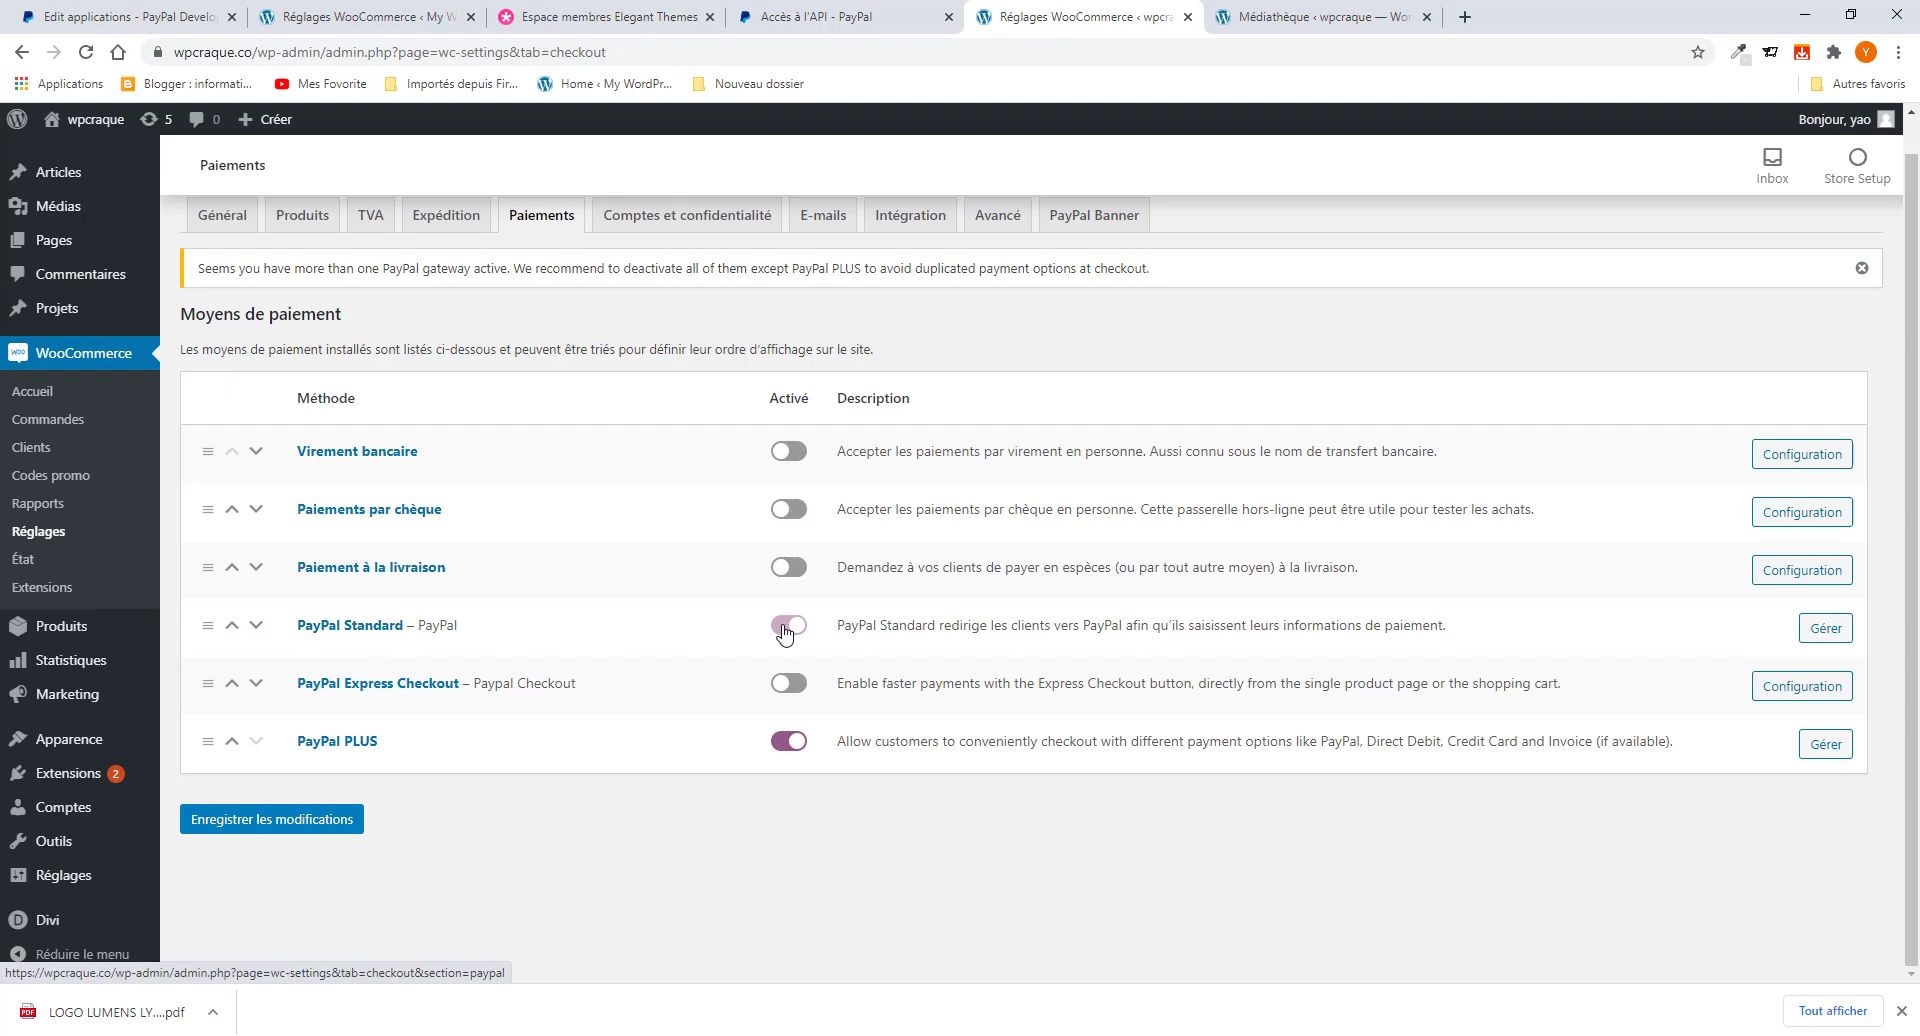 Edit applications - PayPal Develo
Réglages WooCommerce ‹ My W
Espace membres Elegant Themes
Accès à l'API - PayPal
Réglages WooCommerce ‹ wpcra
Médiathèque ‹ wpcraque — Wor
wpcraque.co/wp-admin/admin.php?page=wc-settings&tab=checkout
Y
Applications
Blogger : informati...
Mes Favorite
Importés depuis Fir...
Home ‹ My WordPr...
Nouveau dossier
Autres favoris
wpcraque
5
0
Créer
Bonjour, yao
Articles
Médias
Pages
Commentaires
Projets
WooCommerce
Accueil
Commandes
Clients
Codes promo
Rapports
Réglages
État
Extensions
Produits
Statistiques
Marketing
Apparence
Extensions 2
Comptes
Outils
Réglages
Divi
Réduire le menu
Paiements
Inbox
Store Setup
Général
Produits
TVA
Expédition
Paiements
Comptes et confidentialité
E-mails
Intégration
Avancé
PayPal Banner
Seems you have more than one PayPal gateway active. We recommend to deactivate all of them except PayPal PLUS to avoid duplicated payment options at checkout.
Moyens de paiement
Les moyens de paiement installés sont listés ci-dessous et peuvent être triés pour définir leur ordre d'affichage sur le site.
Méthode
Activé
Description
Virement bancaire
Accepter les paiements par virement en personne. Aussi connu sous le nom de transfert bancaire.
Configuration
Paiements par chèque
Accepter les paiements par chèque en personne. Cette passerelle hors-ligne peut être utile pour tester les achats.
Configuration
Paiement à la livraison
Demandez à vos clients de payer en espèces (ou par tout autre moyen) à la livraison.
Configuration
PayPal Standard – PayPal
PayPal Standard redirige les clients vers PayPal afin qu'ils saisissent leurs informations de paiement.
Gérer
PayPal Express Checkout – Paypal Checkout
Enable faster payments with the Express Checkout button, directly from the single product page or the shopping cart.
Configuration
PayPal PLUS
Allow customers to conveniently checkout with different payment options like PayPal, Direct Debit, Credit Card and Invoice (if available).
Gérer
Enregistrer les modifications
https://wpcraque.co/wp-admin/admin.php?page=wc-settings&tab=checkout&section=paypal
LOGO LUMENS LY....pdf
Tout afficher